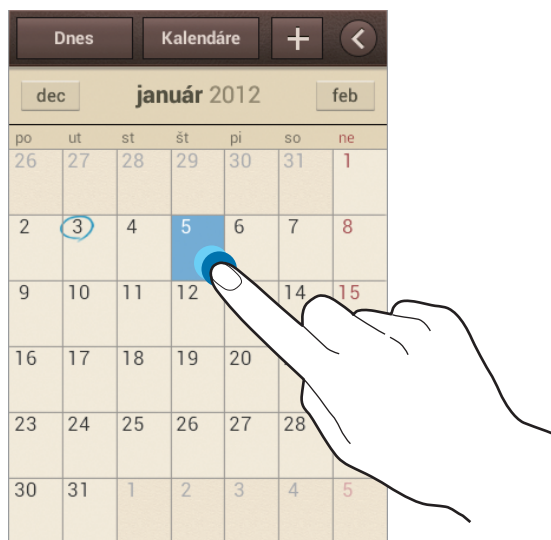 Dnes Kalendáre + <
dec január 2012 feb
po ut st št pi so ne
26 27 28 29 30 31 1
2 3 4 5 6 7 8
9 10 11 12 14 15
16 17 18 19 20
23 24 25 26 27 28
30 31 1 2 3 4 5